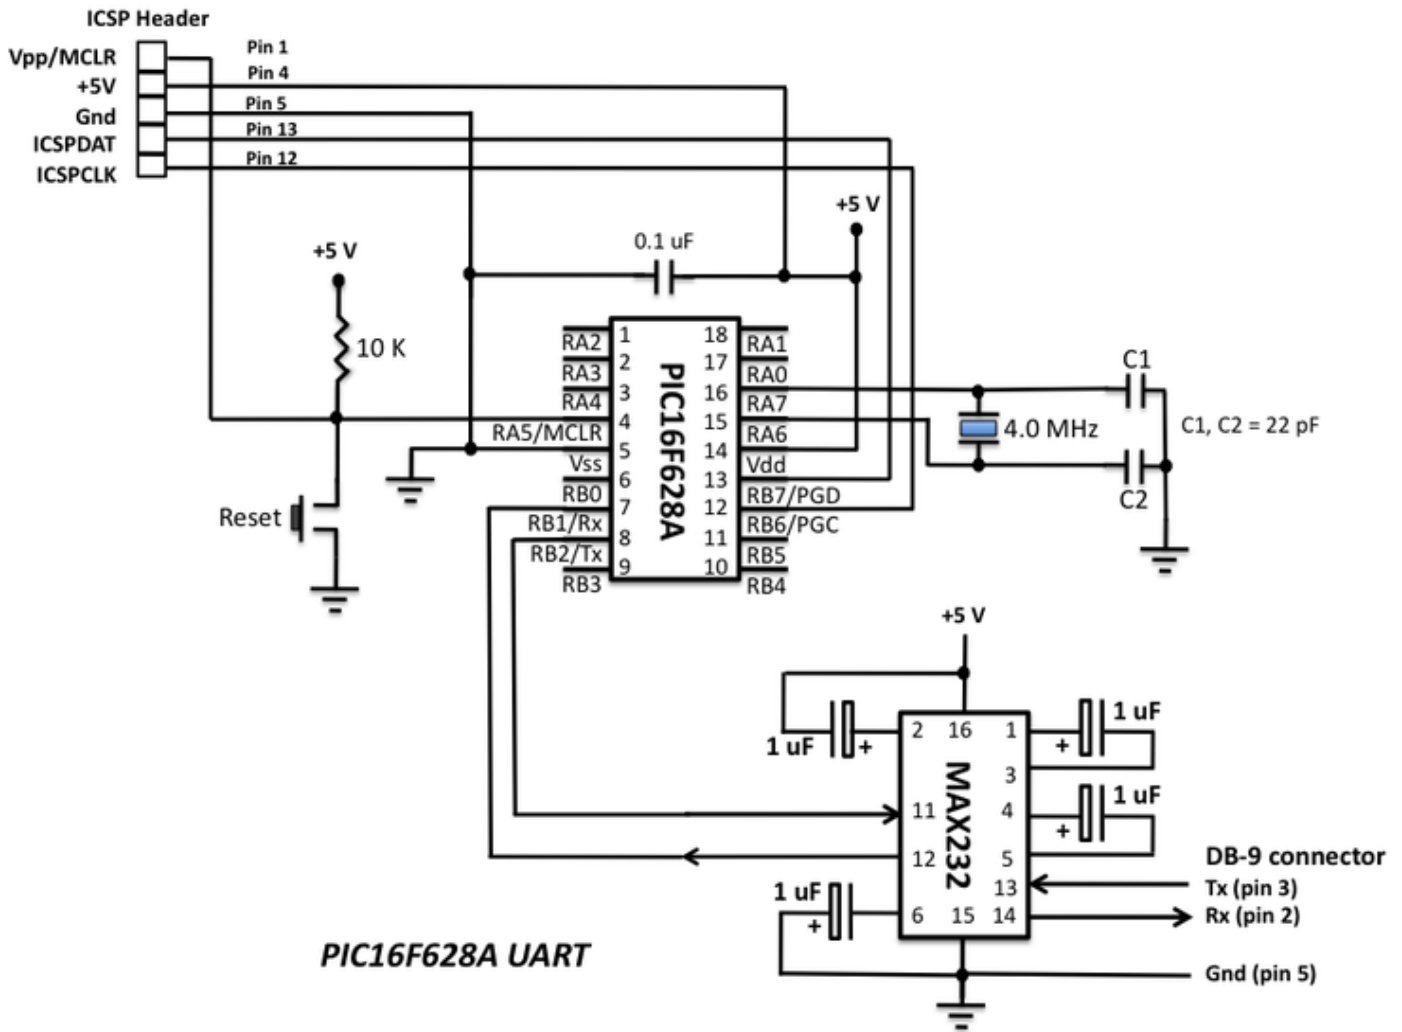 ICSP Header
Vpp/MCLR
Pin 1
+5V
Pin 4
Gnd
Pin 5
ICSPDAT
Pin 13
ICSPCLK
Pin 12
+5 V
+5 V
0.1 uF
10 K
Reset
PIC16F628A
1
18
RA2
RA1
2
17
RA3
RA0
3
16
RA4
RA7
4
15
RA5/MCLR
RA6
5
14
Vss
Vdd
6
13
RB0
RB7/PGD
7
12
RB1/Rx
RB6/PGC
8
11
RB2/Tx
RB5
9
10
RB3
RB4
C1
4.0 MHz
C1, C2 = 22 pF
C2
+5 V
1 uF
+
2
16
1
+
1 uF
3
MAX232
11
4
+
1 uF
12
5
DB-9 connector
13
Tx (pin 3)
1 uF
+
6
15
14
Rx (pin 2)
Gnd (pin 5)
PIC16F628A UART